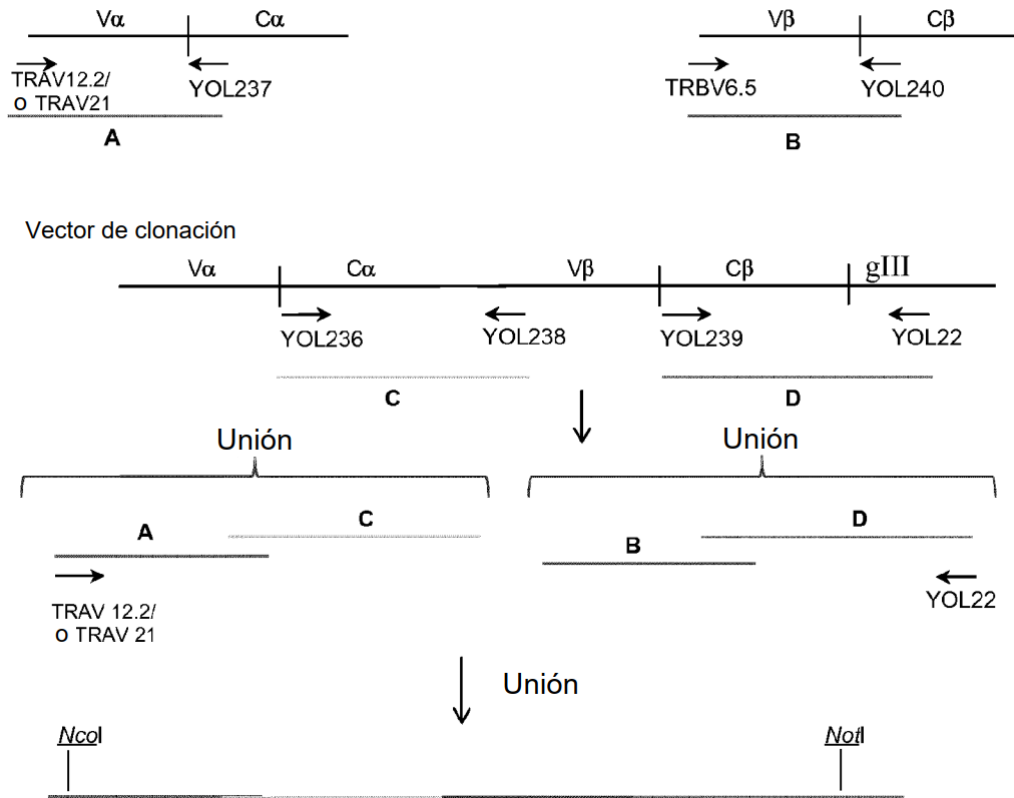 Vα Cα Vβ Cβ
TRAV12.2/ YOL237 TRBV6.5 YOL240
o TRAV21
A B
Vector de clonación
Vα Cα Vβ Cβ gIII
YOL236 YOL238 YOL239 YOL22
C D
Unión Unión
A C B D
TRAV 12.2/ YOL22
o TRAV 21
Unión
NcoI NotI